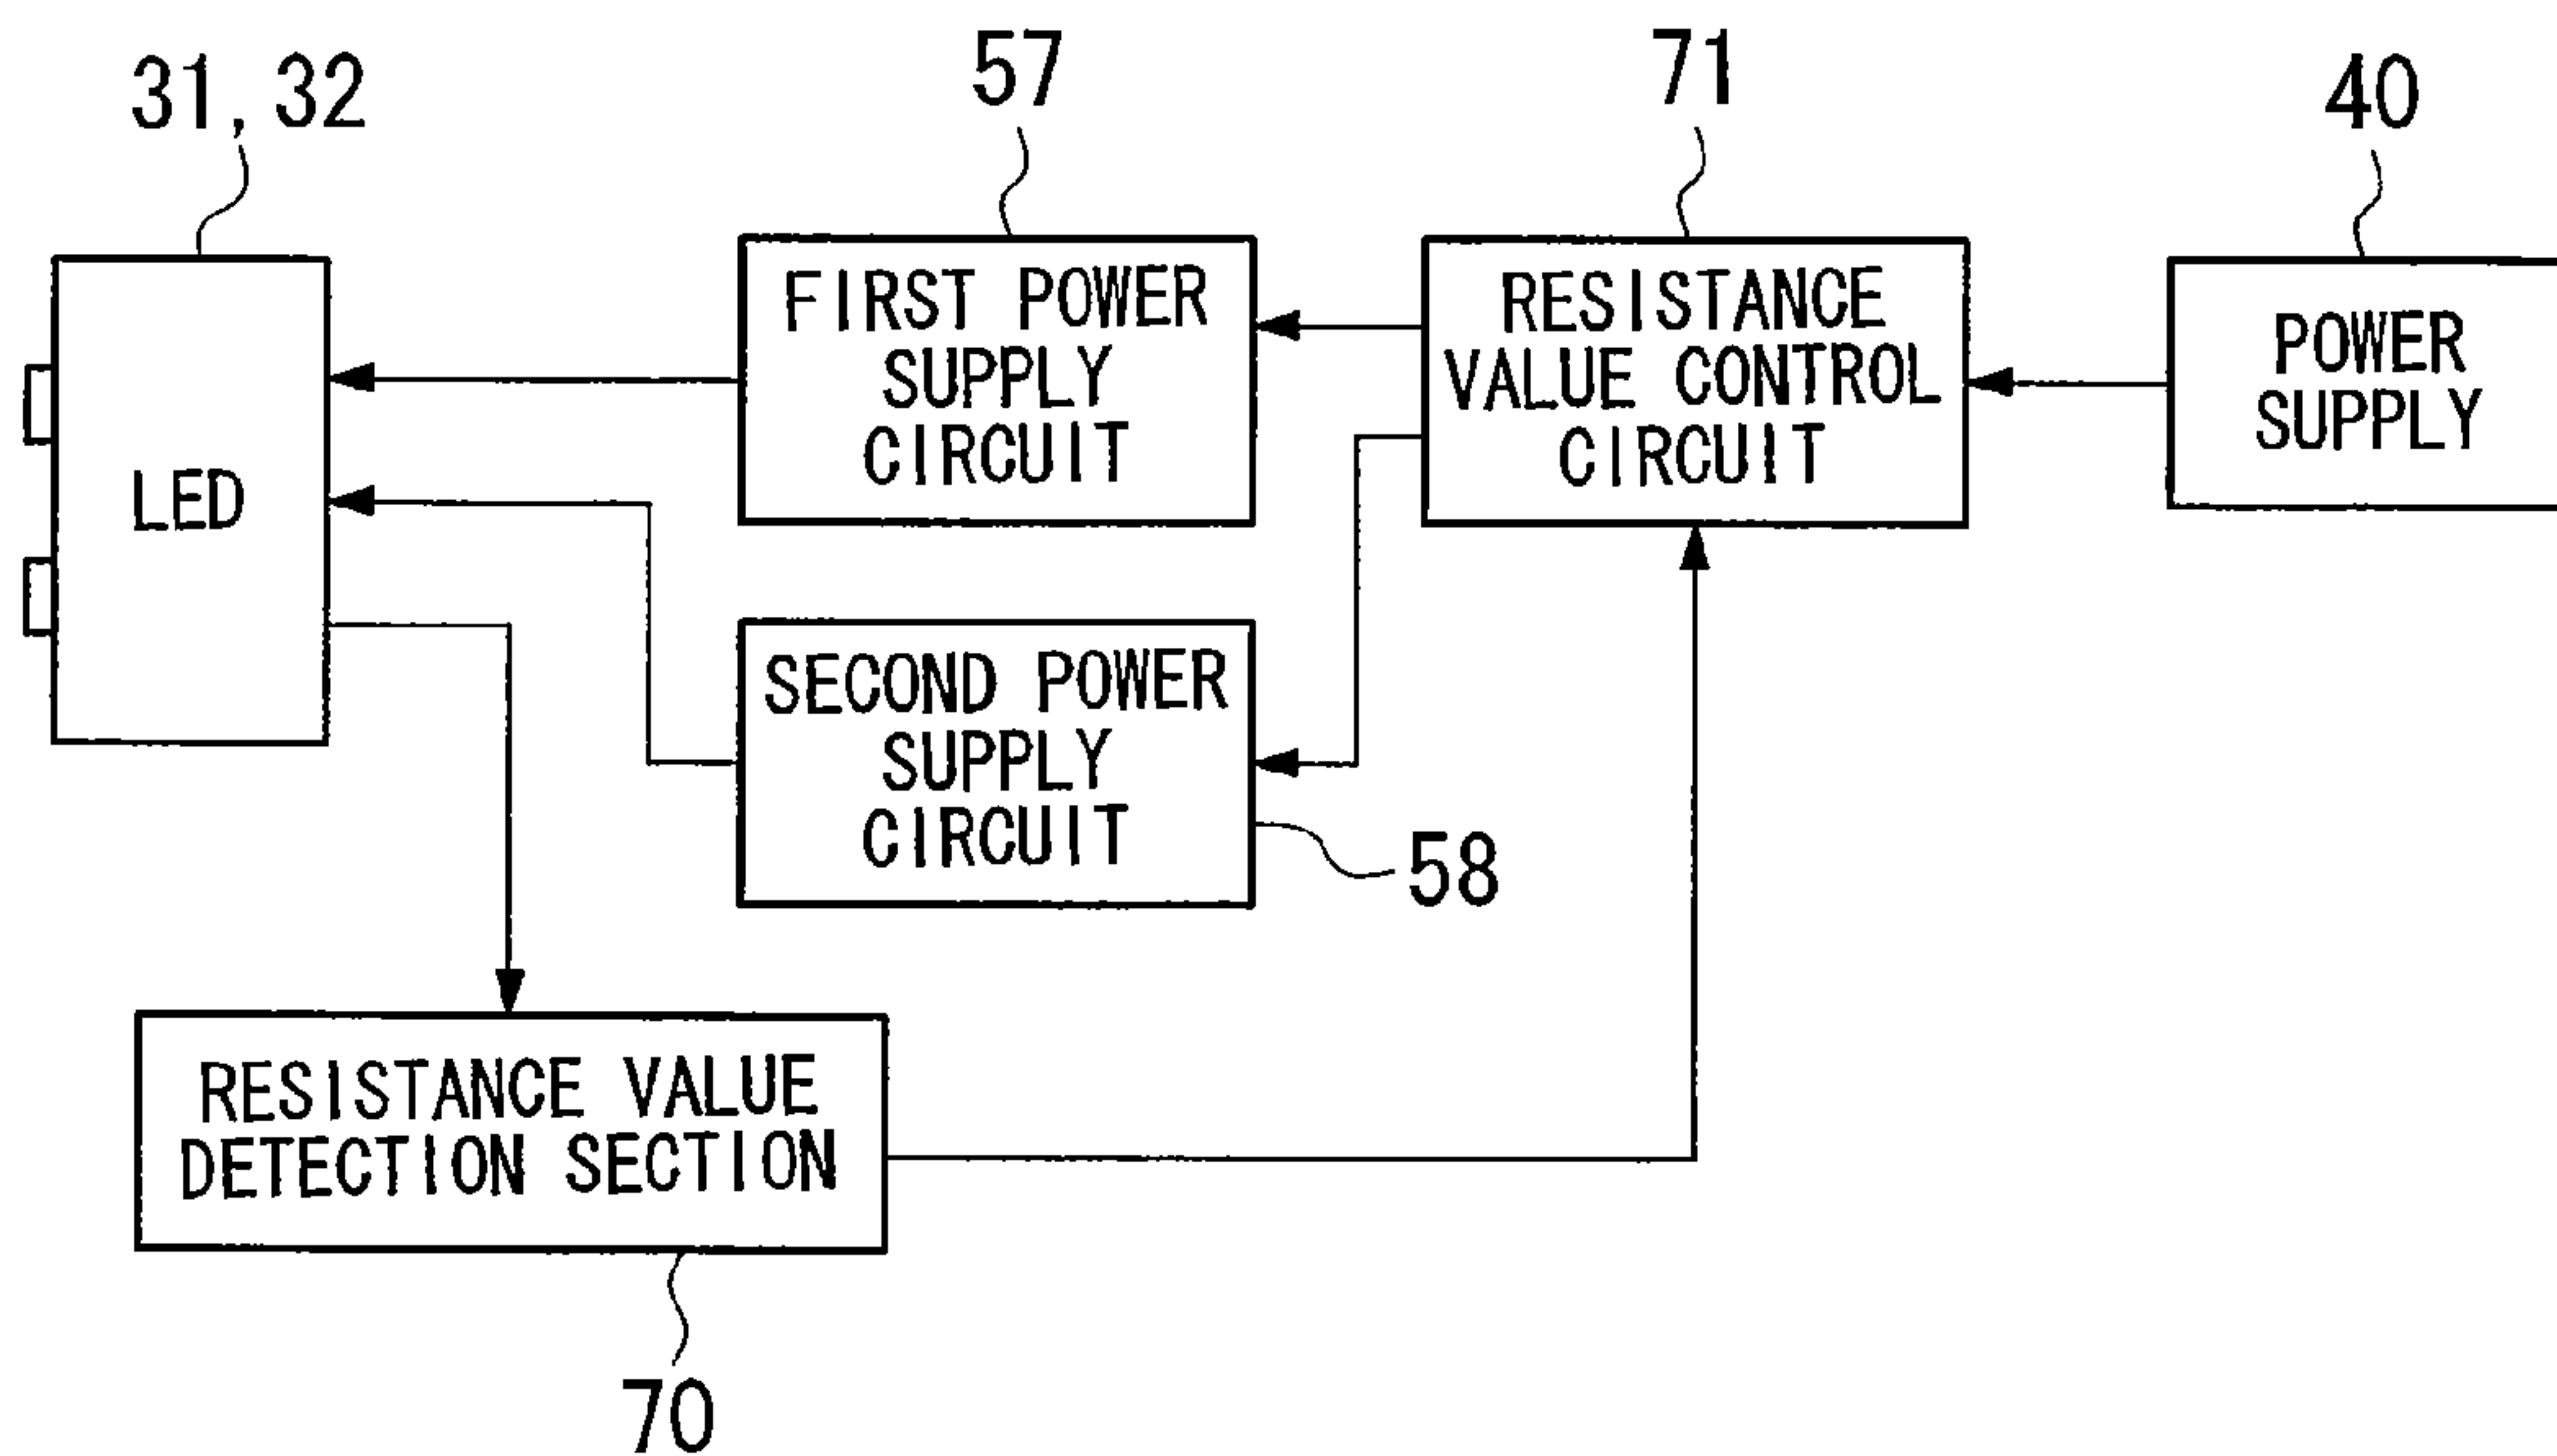 31, 32
57
71
40
LED
FIRST POWER
SUPPLY
CIRCUIT
RESISTANCE
VALUE CONTROL
CIRCUIT
POWER
SUPPLY
SECOND POWER
SUPPLY
CIRCUIT
58
RESISTANCE VALUE
DETECTION SECTION
70